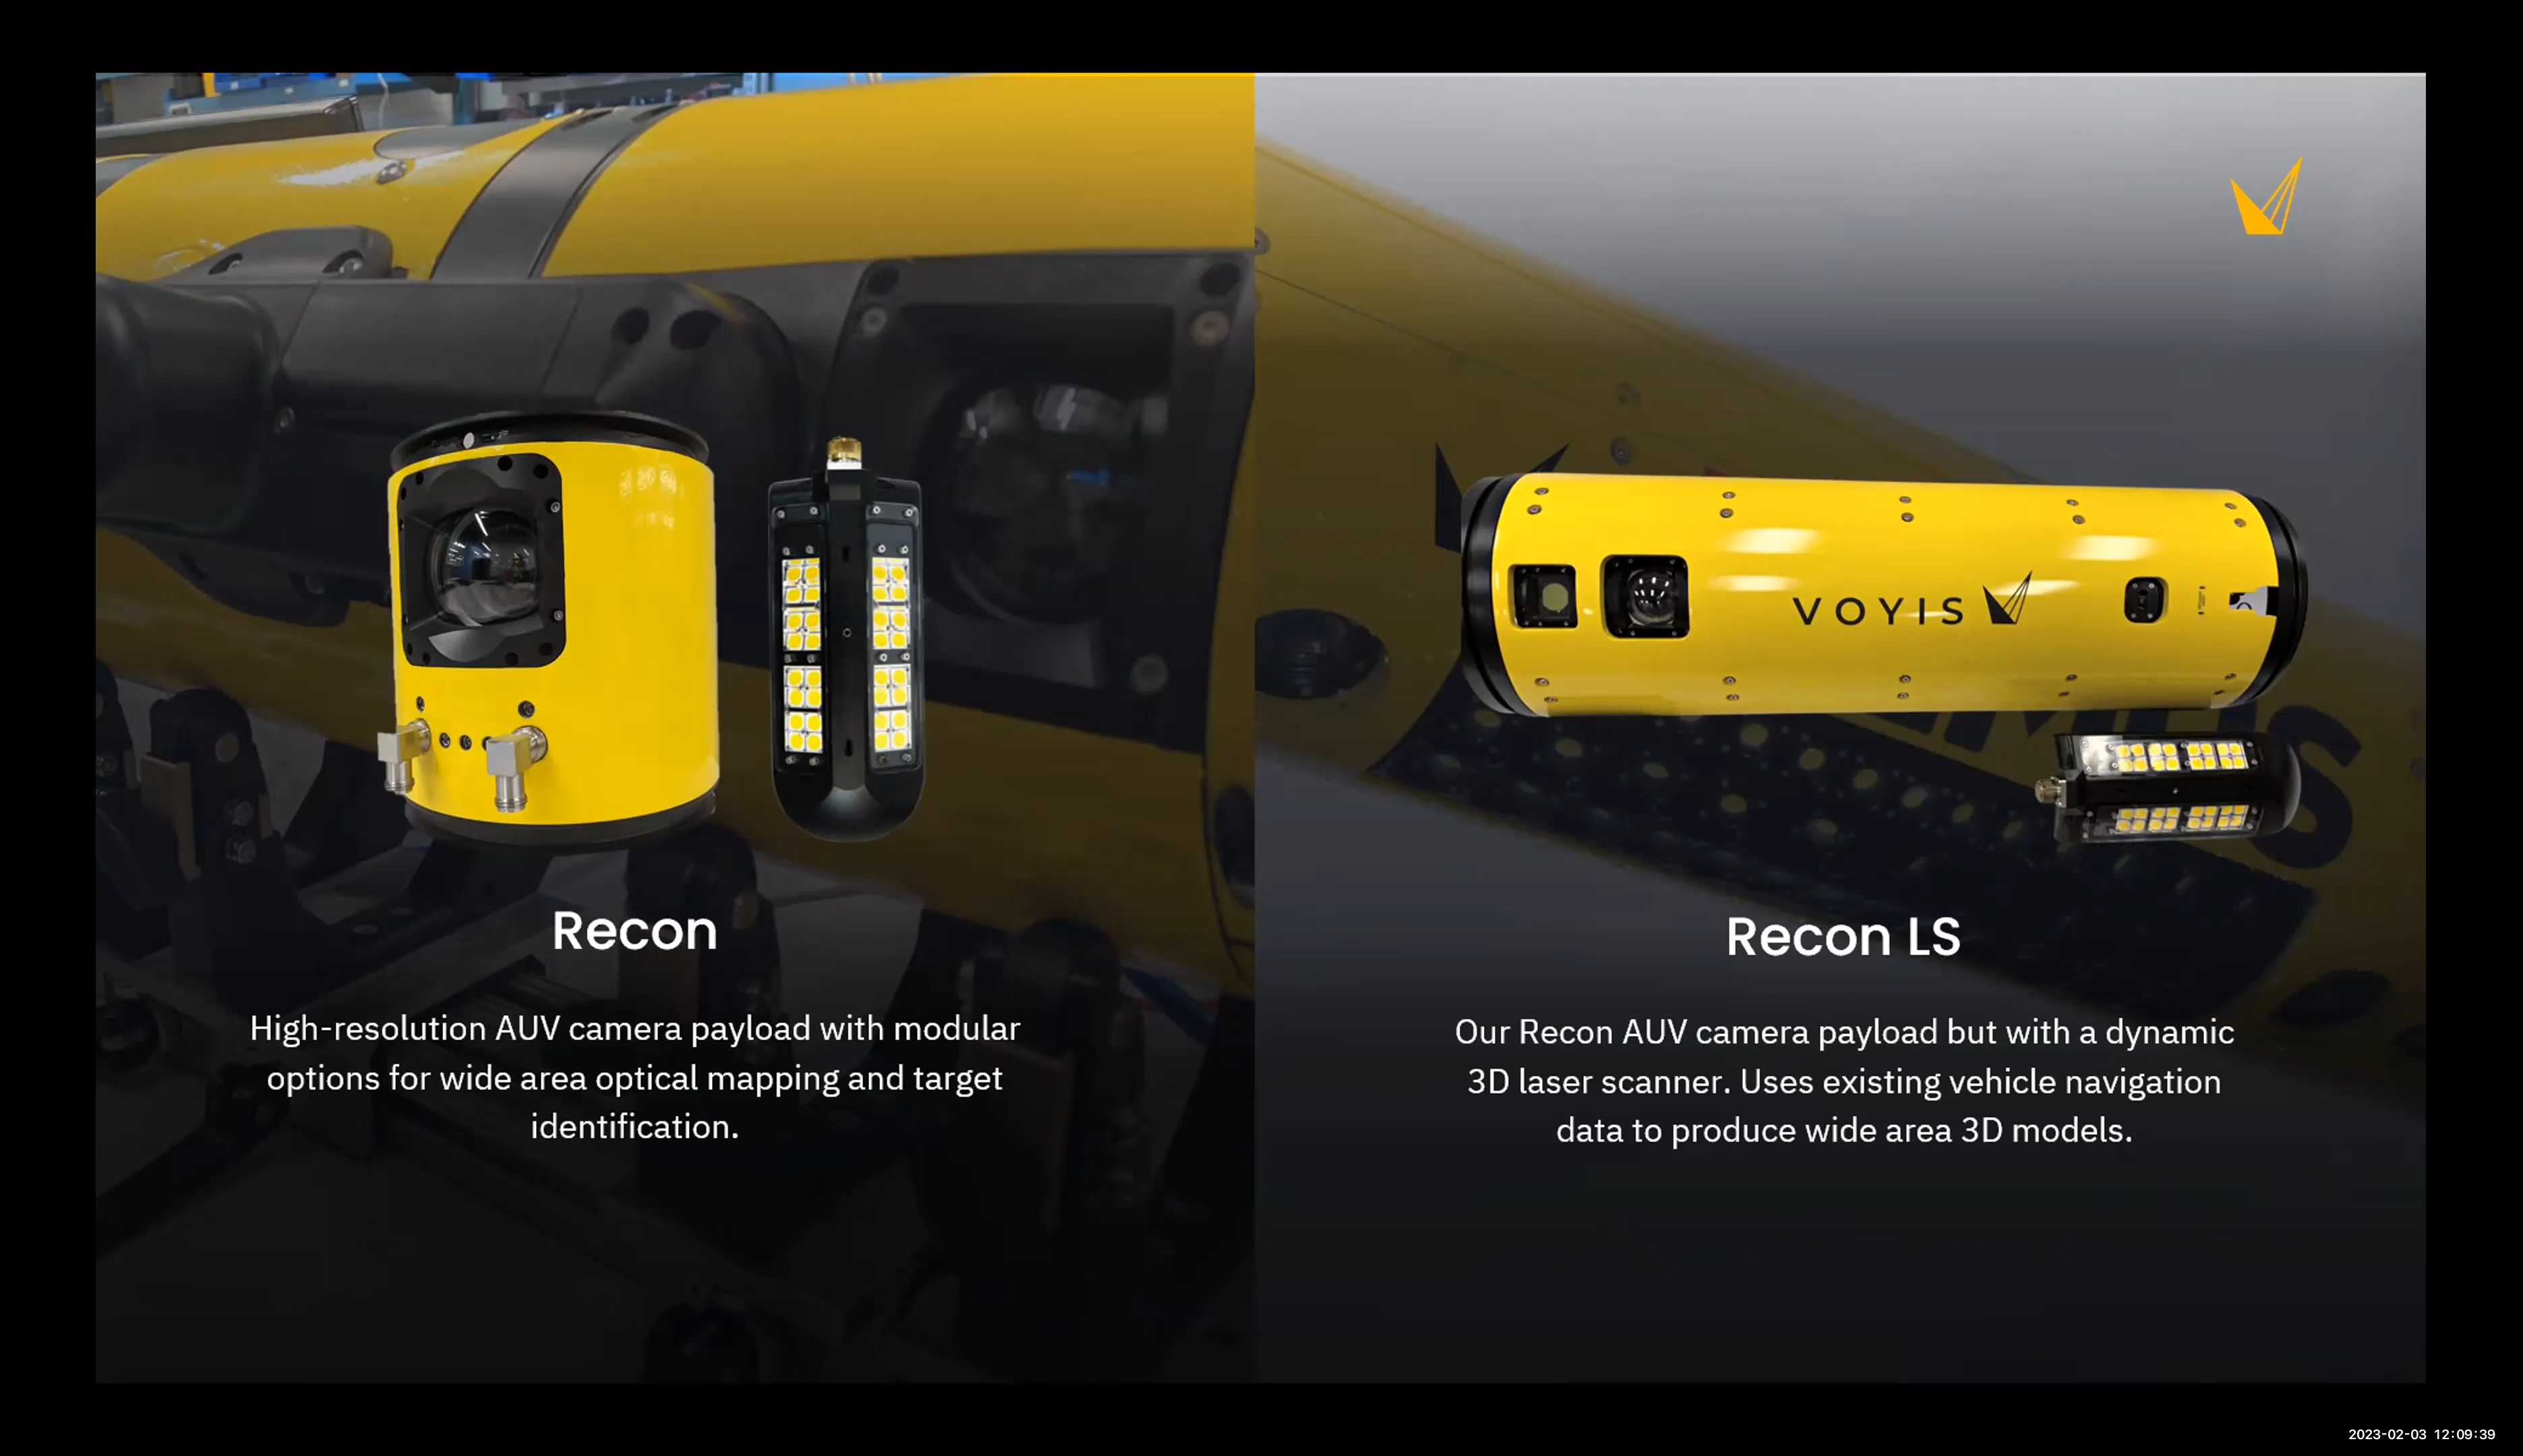 VOYIS
Recon
High-resolution AUV camera payload with modular
options for wide area optical mapping and target
identification.
Recon LS
Our Recon AUV camera payload but with a dynamic
3D laser scanner. Uses existing vehicle navigation
data to produce wide area 3D models.
2023-02-03 12:09:39